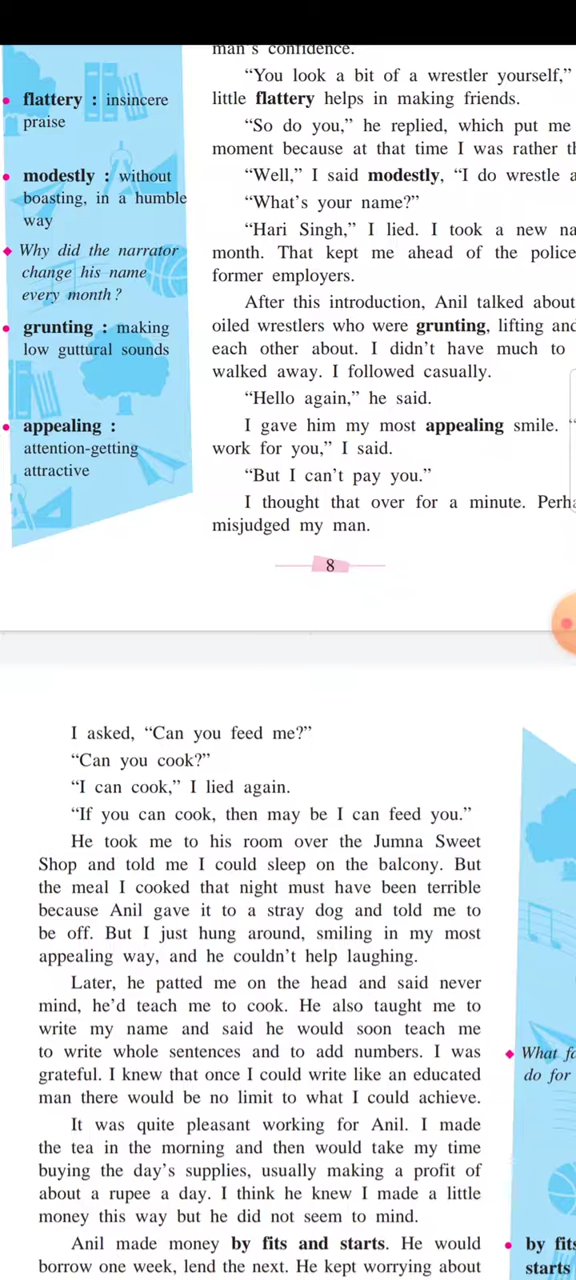 man's confidence.
"You look a bit of a wrestler yourself,"
little flattery helps in making friends.
"So do you," he replied, which put me
moment because at that time I was rather
"Well," I said modestly, "I do wrestle
"What's your name?"
"Hari Singh," I lied. I took a new
month. That kept me ahead of the police
former employers.
After this introduction, Anil talked about
oiled wrestlers who were grunting, lifting
each other about. I didn't have much to
walked away. I followed casually.
"Hello again," he said.
I gave him my most appealing smile.
work for you," I said.
"But I can't pay you."
I thought that over for a minute.
misjudged my man.
• flattery : insincere
praise
• modestly : without
boasting, in a humble
way
◆ Why did the narrator
change his name
every month?
• grunting : making
low guttural sounds
• appealing :
attention-getting
attractive
8
I asked, "Can you feed me?"
"Can you cook?"
"I can cook," I lied again.
"If you can cook, then may be I can feed you."
He took me to his room over the Jumna Sweet
Shop and told me I could sleep on the balcony. But
the meal I cooked that night must have been terrible
because Anil gave it to a stray dog and told me to
be off. But I just hung around, smiling in my most
appealing way, and he couldn't help laughing.
Later, he patted me on the head and said never
mind, he'd teach me to cook. He also taught me to
write my name and said he would soon teach me
to write whole sentences and to add numbers. I was
grateful. I knew that once I could write like an educated
man there would be no limit to what I could achieve.
It was quite pleasant working for Anil. I made
the tea in the morning and then would take my time
buying the day's supplies, usually making a profit of
about a rupee a day. I think he knew I made a little
money this way but he did not seem to mind.
Anil made money by fits and starts. He would
borrow one week, lend the next. He kept worrying about
◆ What
do for
• by fits
starts